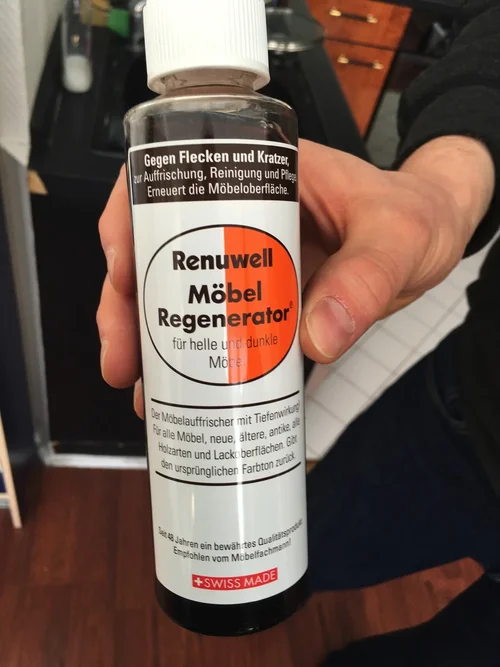 Gegen Flecken und Kratzer,
zur Auffrischung, Reinigung und Pflege
Erneuert die Möbeloberfläche.
Renuwell
Möbel
Regenerator®
für helle und dunkle
Möbel
Der Möbelauffrischer mit Tiefenwirkung!
Für alle Möbel, neue, ältere, antike, alle
Holzarten und Lackoberflächen. Gibt
den ursprünglichen Farbton zurück.
Seit 48 Jahren ein bewährtes Qualitätsprodukt.
Empfohlen vom Möbelfachmann!
SWISS MADE